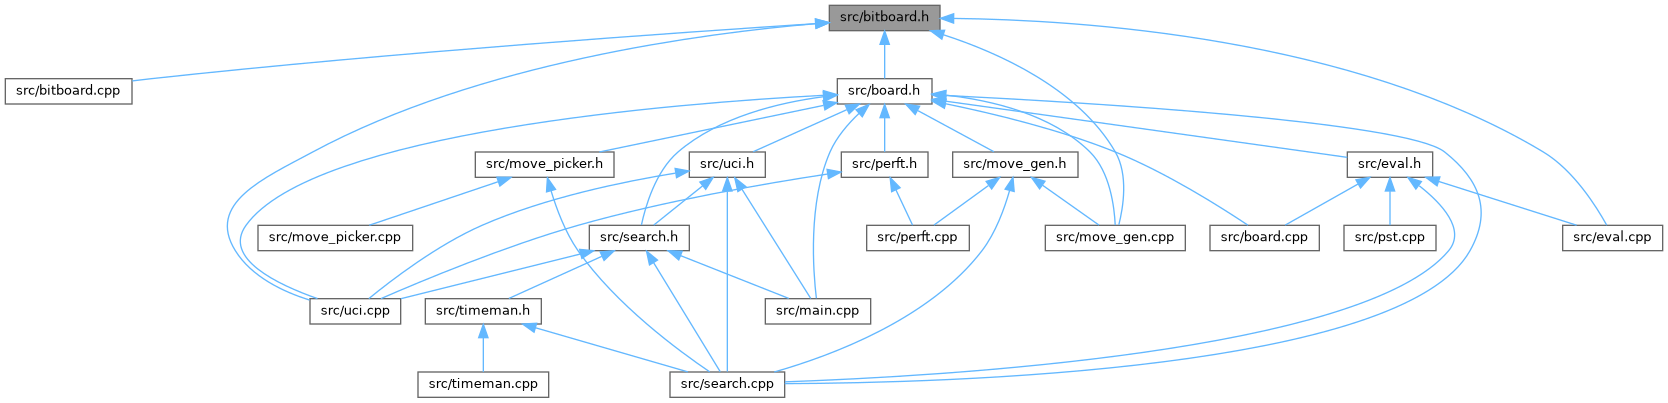 src/bitboard.h
src/bitboard.cpp
src/board.h
src/move_picker.h
src/uci.h
src/perft.h
src/move_gen.h
src/eval.h
src/move_picker.cpp
src/search.h
src/perft.cpp
src/move_gen.cpp
src/board.cpp
src/pst.cpp
src/eval.cpp
src/uci.cpp
src/timeman.h
src/main.cpp
src/timeman.cpp
src/search.cpp